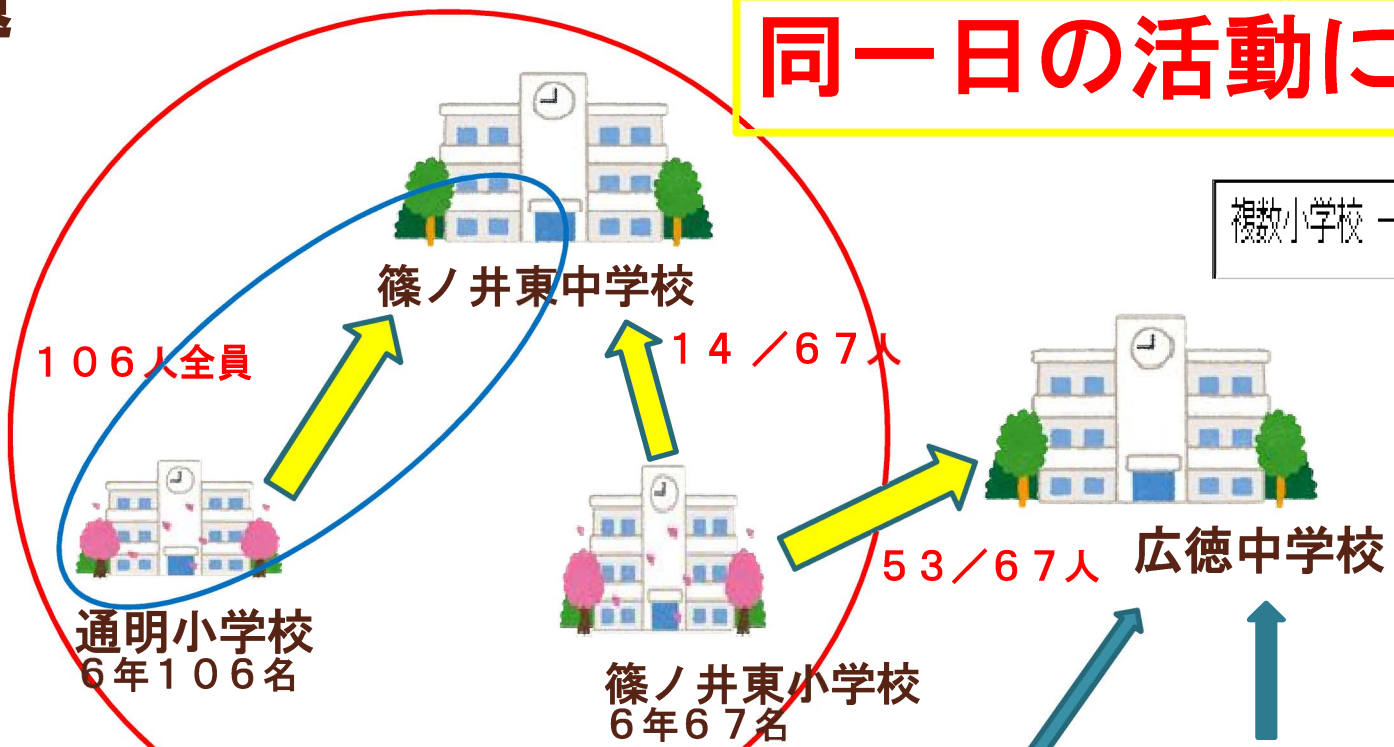 同一日の活動に
複数小学校 －
篠ノ井東中学校
１０６人全員
１４ ／６７人
５３／６７人
広徳中学校
通明小学校
６年１０６名
篠ノ井東小学校
６年６７名